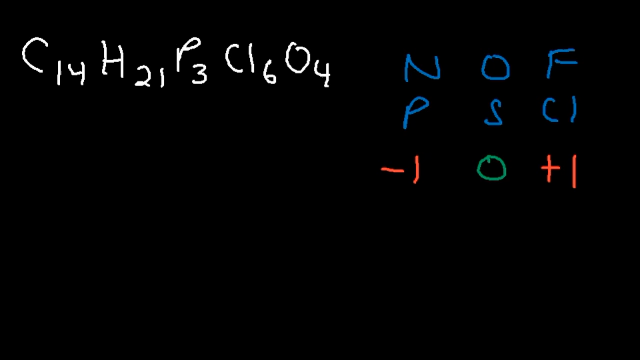 C₁₄H₂₁P₃Cl₆O₄
N O F
P S Cl
-1 0 +1